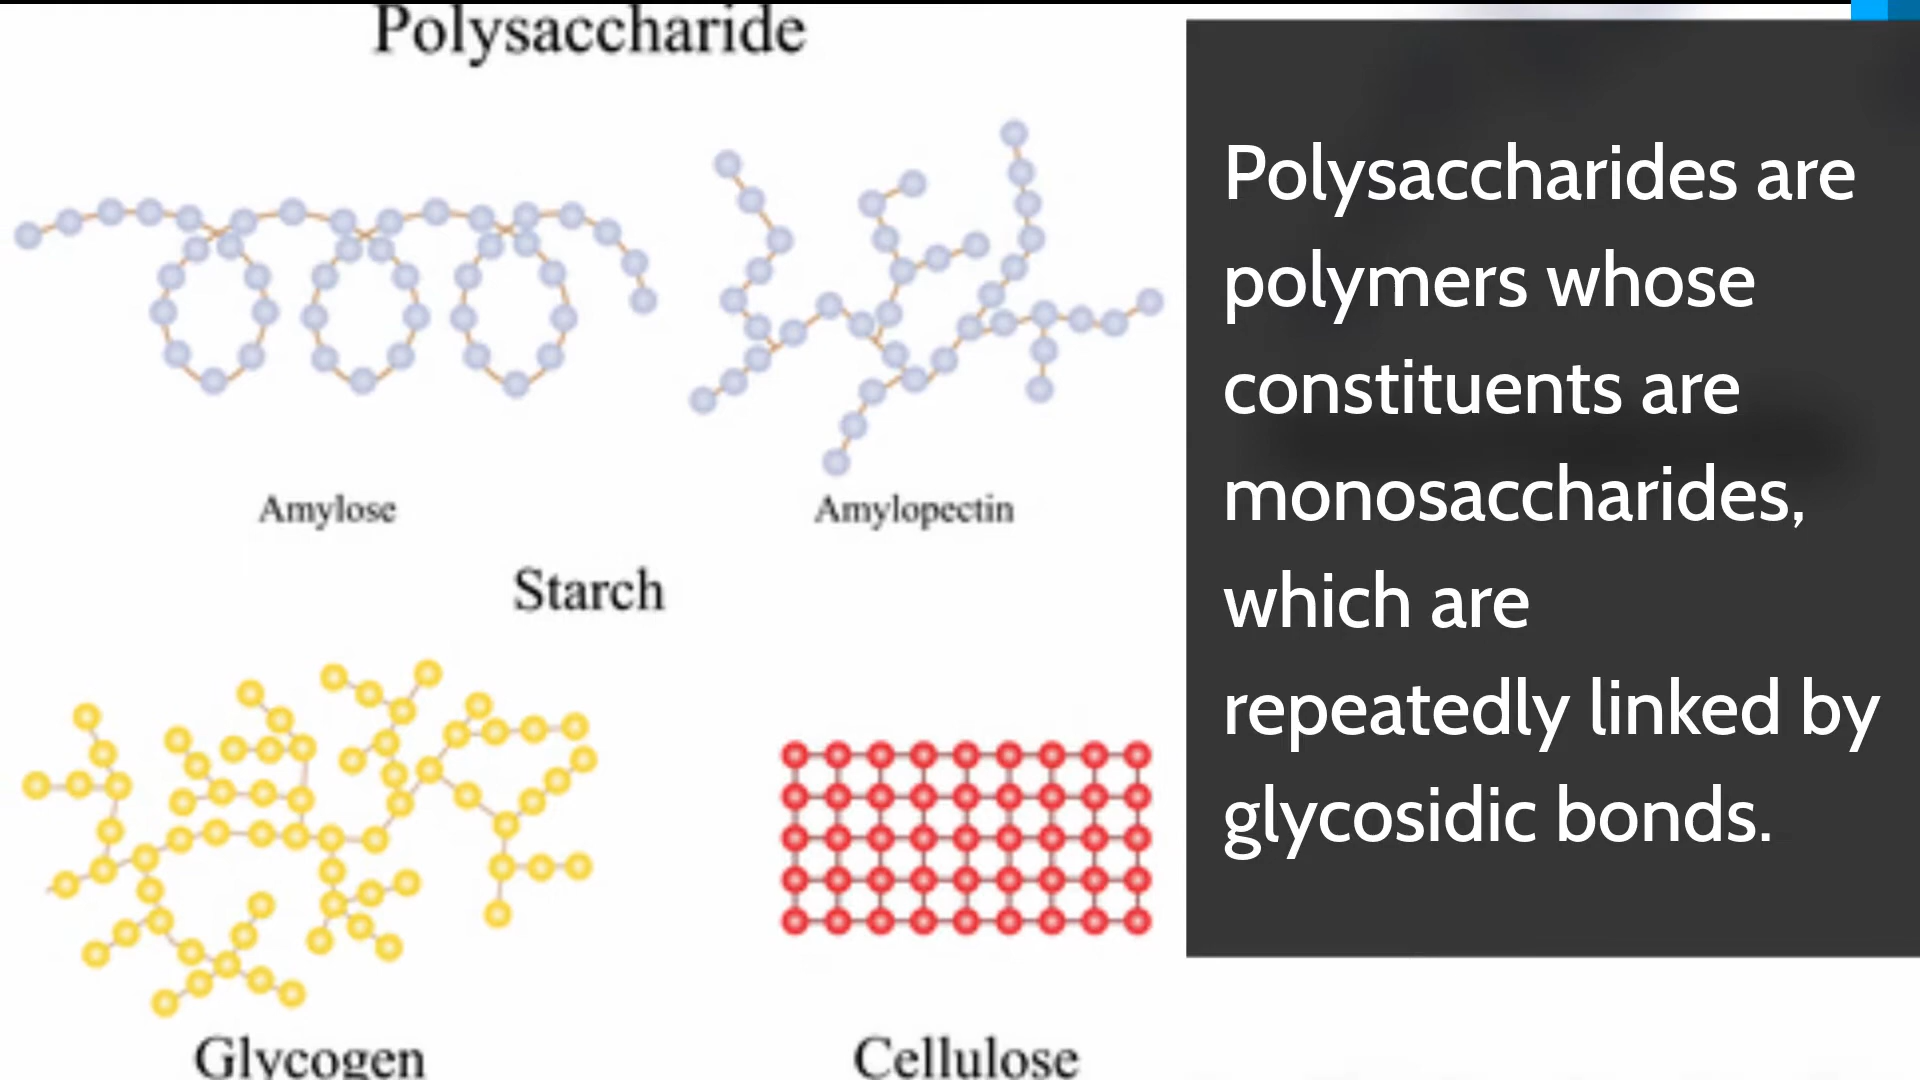 Polysaccharide
Amylose
Amylopectin
Starch
Glycogen
Cellulose
Polysaccharides are
polymers whose
constituents are
monosaccharides,
which are
repeatedly linked by
glycosidic bonds.